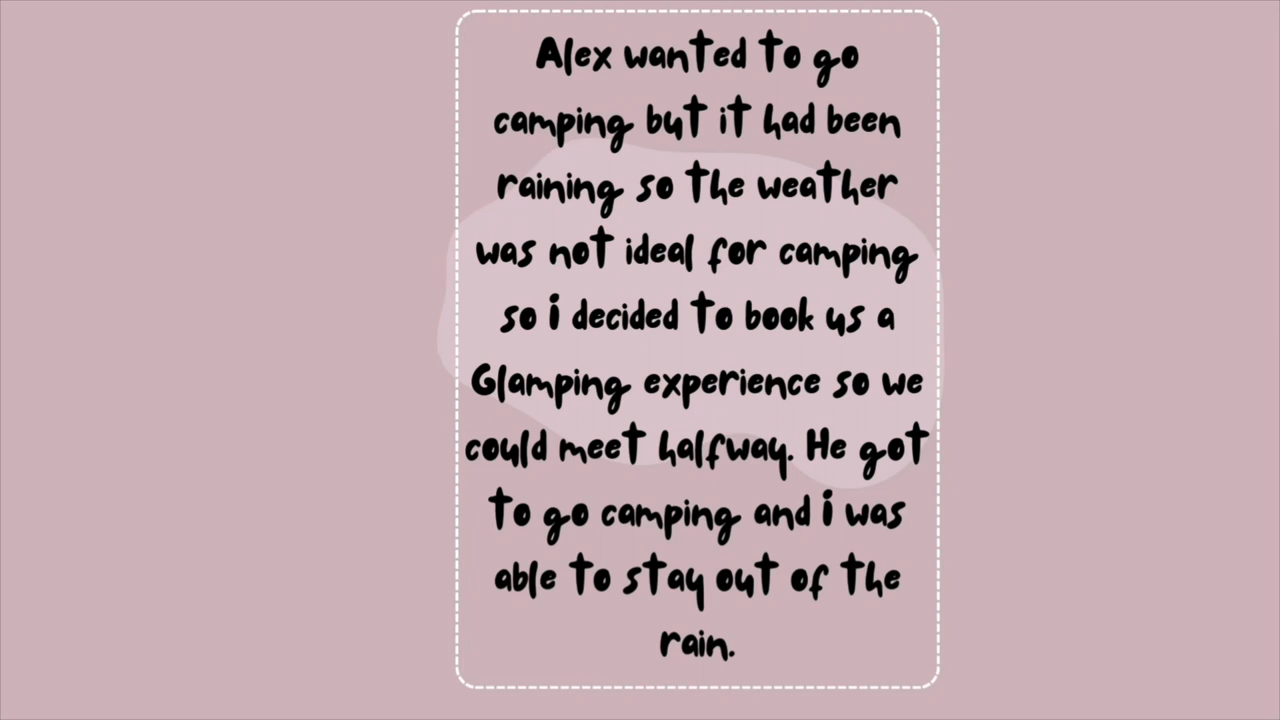 Alex wanted to go
camping but it had been
raining so the weather
was not ideal for camping
so i decided to book us a
Glamping experience so we
could meet halfway. He got
to go camping and i was
able to stay out of the
rain.